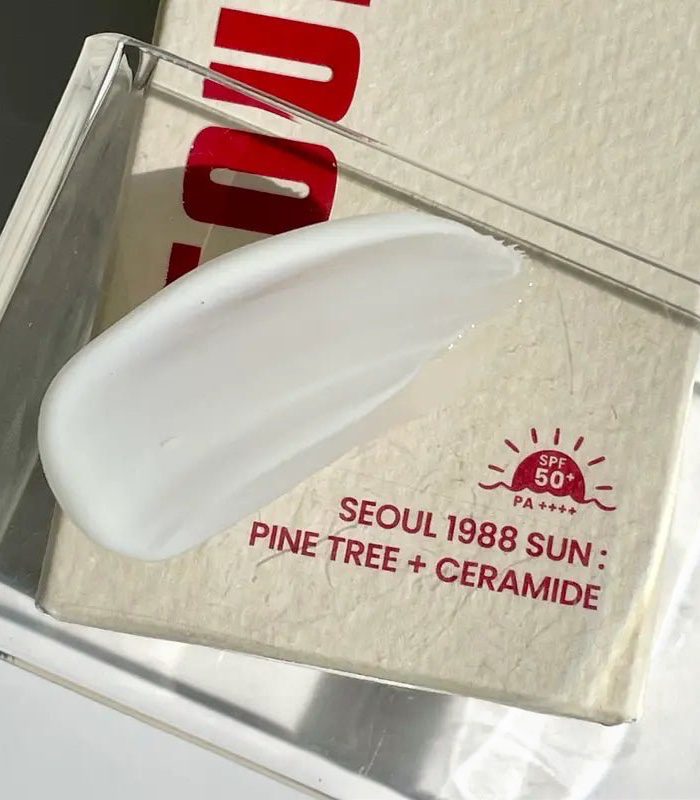 SPF
50+
PA ++++
SEOUL 1988 SUN :
PINE TREE + CERAMIDE